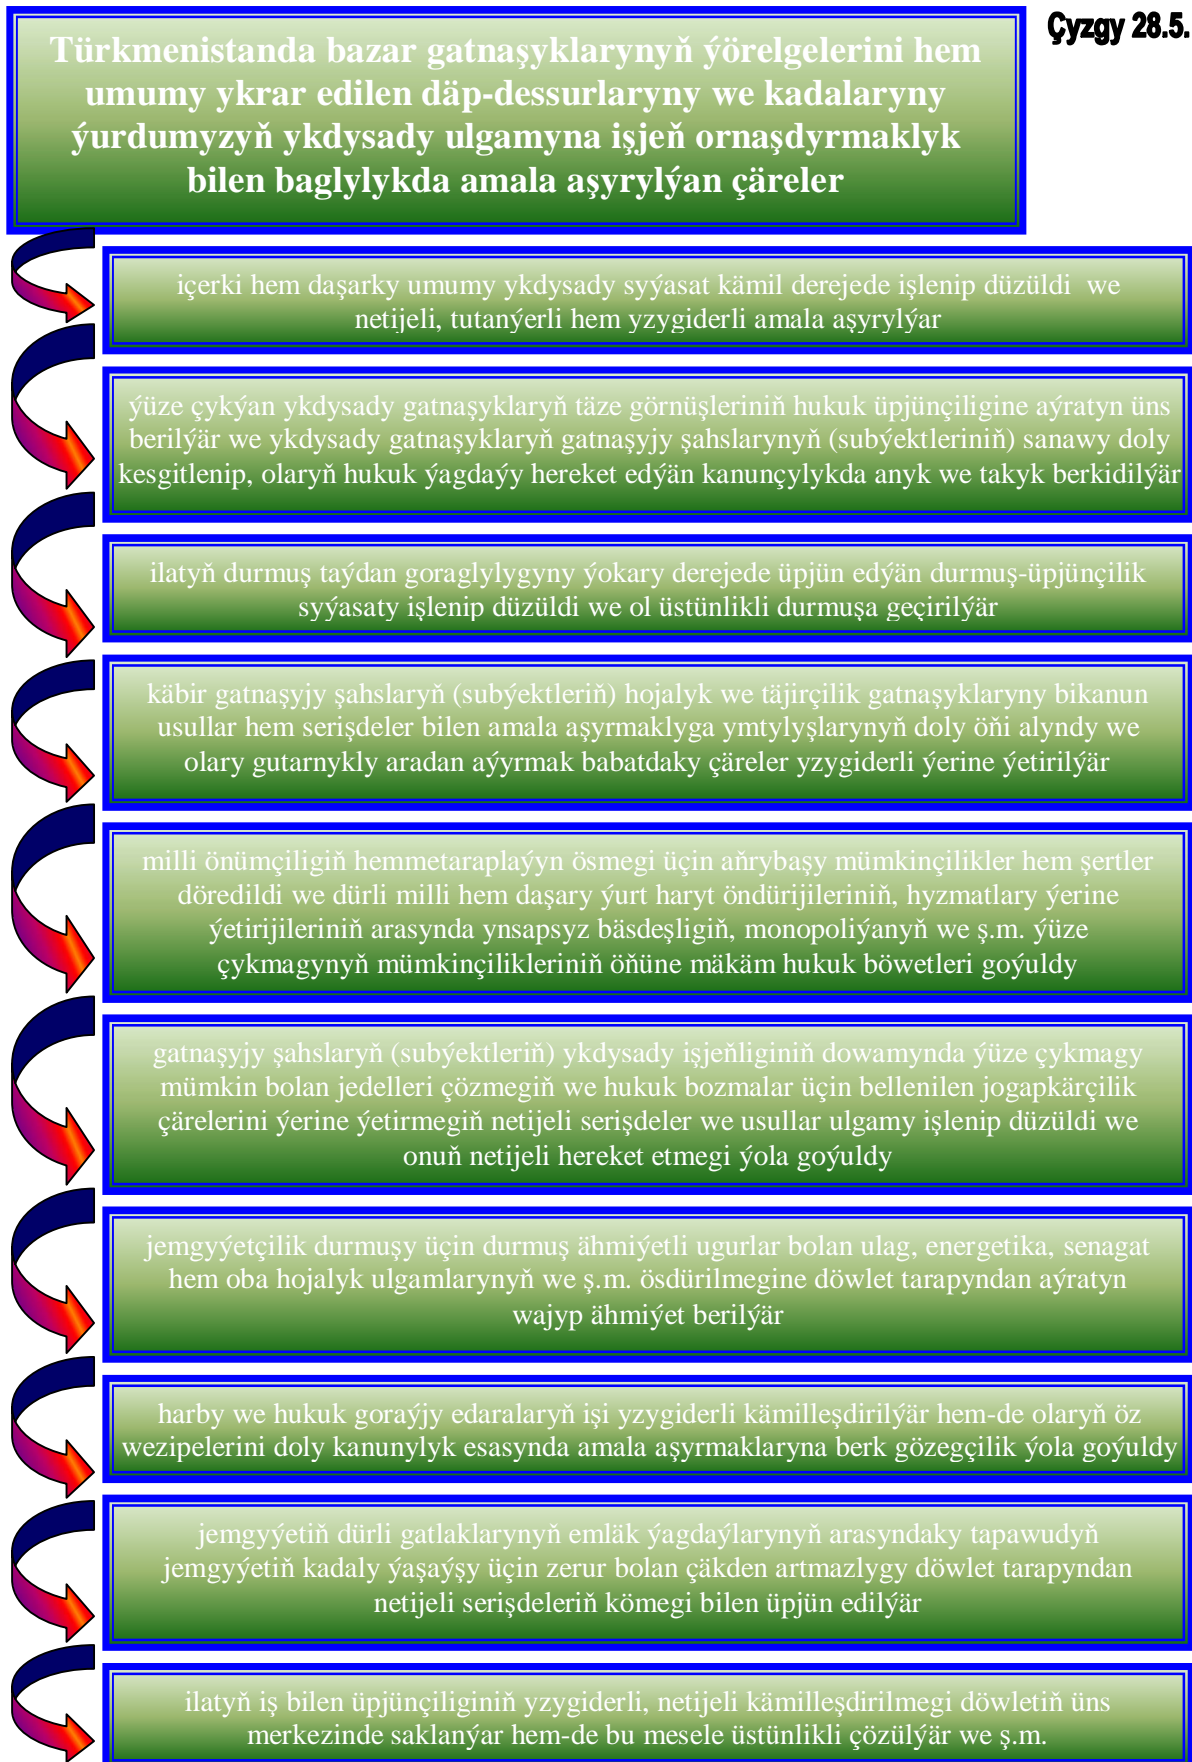 Çyzgy 28.5.
Türkmenistanda bazar gatnaşyklarynyň ýörelgelerini hem
umumy ykrar edilen däp-dessurlaryny we kadalaryny
ýurdumyzyň ykdysady ulgamyna işjeň ornaşdyrmaklyk
bilen baglylykda amala aşyrylýan çäreler
içerki hem daşarky umumy ykdysady syýasat kämil derejede işlenip düzüldi we
netijeli, tutanýerli hem yzygiderli amala aşyrylýar
ýüze çykýan ykdysady gatnaşyklaryň täze görnüşleriniň hukuk üpjünçiligine aýratyn üns
berilýär we ykdysady gatnaşyklaryň gatnaşyjy şahslarynyň (subýektleriniň) sanawy doly
kesgitlenip, olaryň hukuk ýagdaýy hereket edýän kanunçylykda anyk we takyk berkidilýär
ilatyň durmuş taýdan goraglylygyny ýokary derejede üpjün edýän durmuş-üpjünçilik
syýasaty işlenip düzüldi we ol üstünlikli durmuşa geçirilýär
käbir gatnaşyjy şahslaryň (subýektleriň) hojalyk we täjirçilik gatnaşyklaryny bikanun
usullar hem serişdeler bilen amala aşyrmaklyga ymtylyşlarynyň doly öňi alyndy we
olary gutarnykly aradan aýyrmak babatdaky çäreler yzygiderli ýerine ýetirilýär
milli önümçiligiň hemmetaraplaýyn ösmegi üçin aňrybaşy mümkinçilikler hem şertler
döredildi we dürli milli hem daşary ýurt haryt öndürijileriniň, hyzmatlary ýerine
ýetirijileriniň arasynda ynsapsyz bäsdeşligiň, monopoliýanyň we ş.m. ýüze
çykmagynyň mümkinçilikleriniň öňüne mäkäm hukuk böwetleri goýuldy
gatnaşyjy şahslaryň (subýektleriň) ykdysady işjeňliginiň dowamynda ýüze çykmagy
mümkin bolan jedelleri çözmegiň we hukuk bozmalar üçin bellenilen jogapkärçilik
çärelerini ýerine ýetirmegiň netijeli serişdeler we usullar ulgamy işlenip düzüldi we
onuň netijeli hereket etmegi ýola goýuldy
jemgyýetçilik durmuşy üçin durmuş ähmiýetli ugurlar bolan ulag, energetika, senagat
hem oba hojalyk ulgamlarynyň we ş.m. ösdürilmegine döwlet tarapyndan aýratyn
wajyp ähmiýet berilýär
harby we hukuk goraýjy edaralaryň işi yzygiderli kämilleşdirilýär hem-de olaryň öz
wezipelerini doly kanunylyk esasynda amala aşyrmaklaryna berk gözegçilik ýola goýuldy
jemgyýetiň dürli gatlaklarynyň emläk ýagdaýlarynyň arasyndaky tapawudyň
jemgyýetiň kadaly ýaşaýşy üçin zerur bolan çäkden artmazlygy döwlet tarapyndan
netijeli serişdeleriň kömegi bilen üpjün edilýär
ilatyň iş bilen üpjünçiliginiň yzygiderli, netijeli kämilleşdirilmegi döwletiň üns
merkezinde saklanýar hem-de bu mesele üstünlikli çözülýär we ş.m.